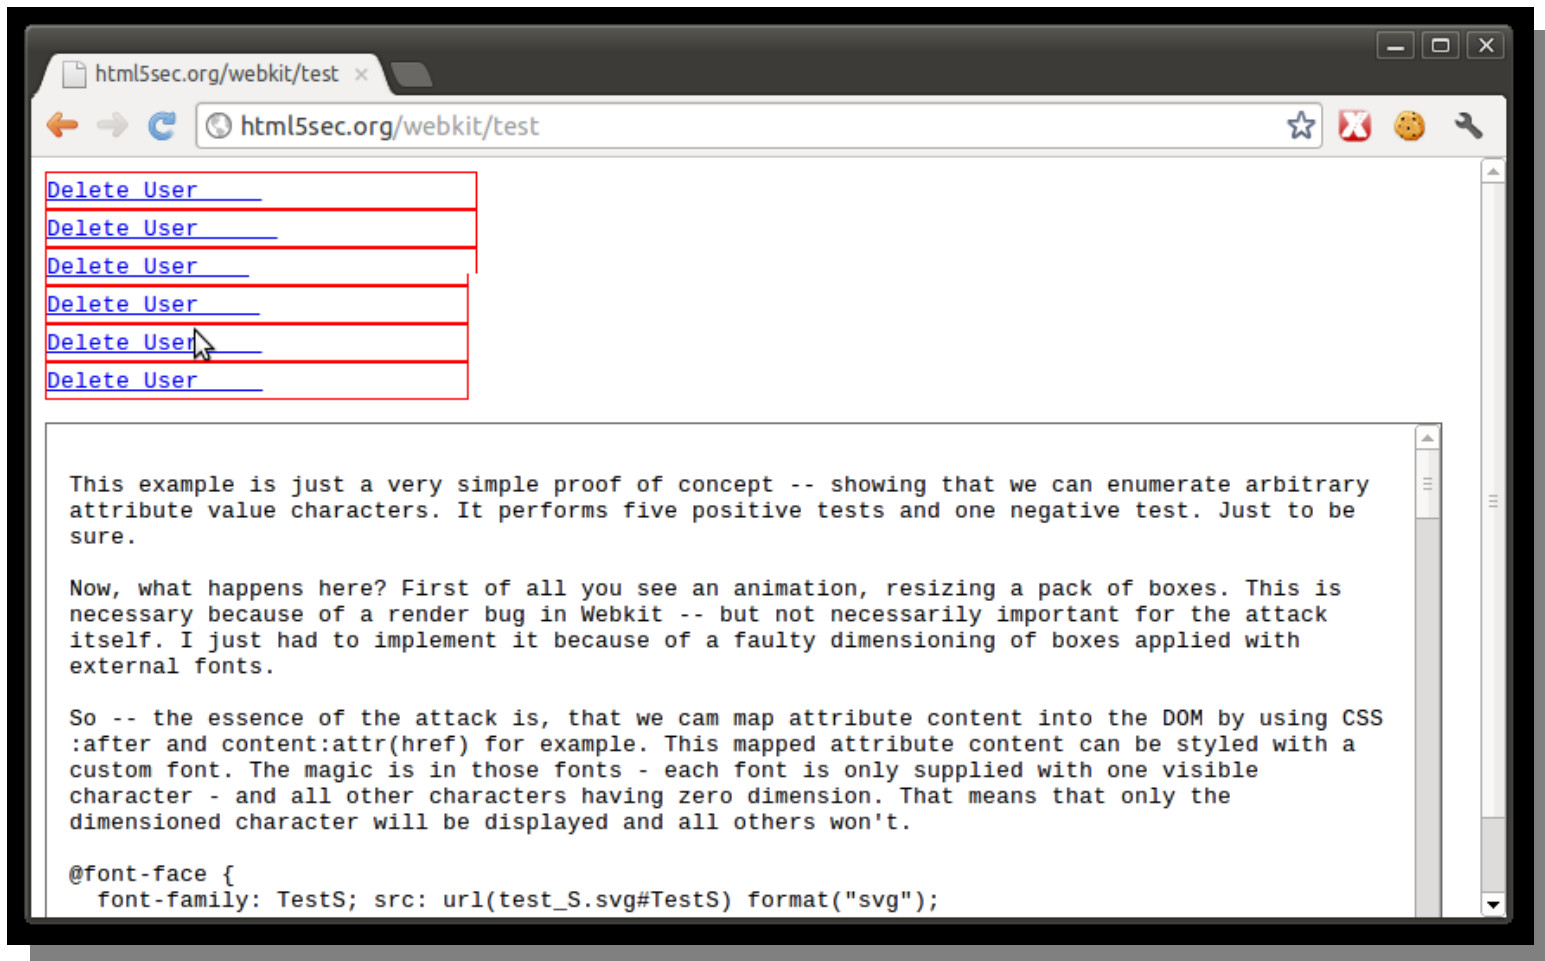 html5sec.org/webkit/test
html5sec.org/webkit/test
Delete User
Delete User
Delete User
Delete User
Delete User
Delete User
This example is just a very simple proof of concept -- showing that we can enumerate arbitrary
attribute value characters. It performs five positive tests and one negative test. Just to be
sure.
Now, what happens here? First of all you see an animation, resizing a pack of boxes. This is
necessary because of a render bug in Webkit -- but not necessarily important for the attack
itself. I just had to implement it because of a faulty dimensioning of boxes applied with
external fonts.
So -- the essence of the attack is, that we cam map attribute content into the DOM by using CSS
:after and content:attr(href) for example. This mapped attribute content can be styled with a
custom font. The magic is in those fonts - each font is only supplied with one visible
character - and all other characters having zero dimension. That means that only the
dimensioned character will be displayed and all others won't.
@font-face {
font-family: TestS; src: url(test_S.svg#TestS) format("svg");